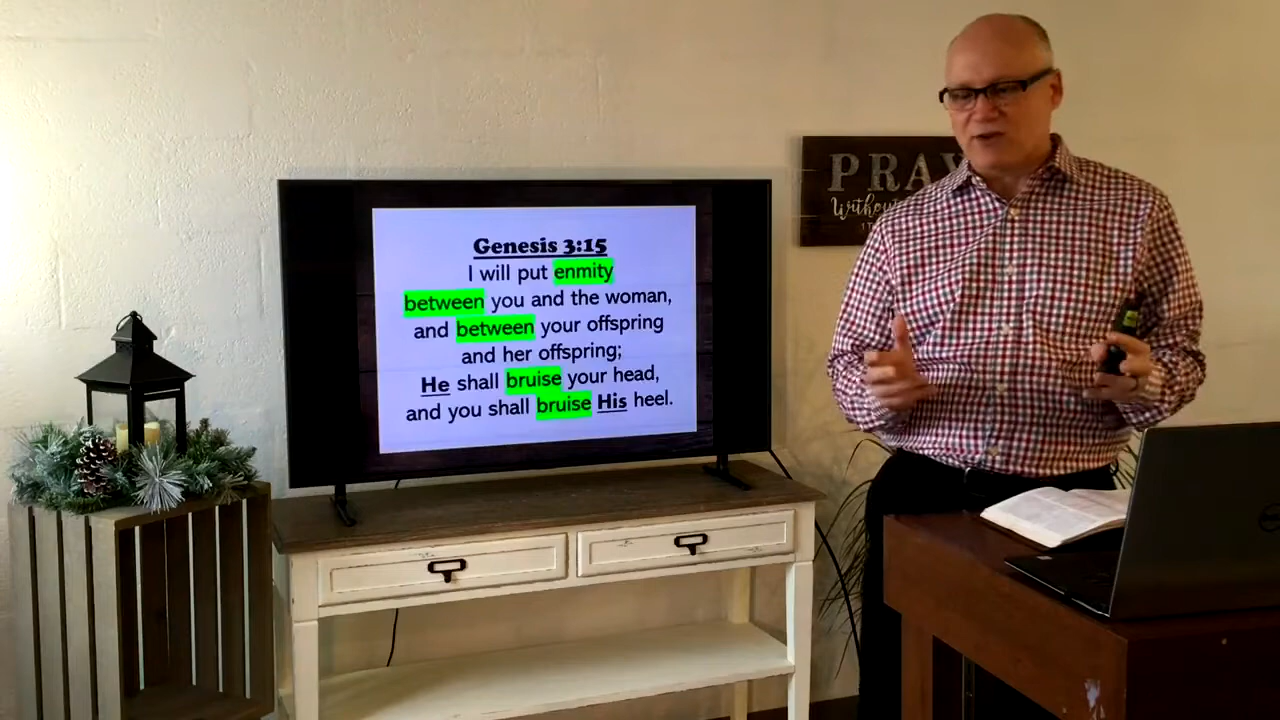 Genesis 3:15
I will put enmity
between you and the woman,
and between your offspring
and her offspring;
He shall bruise your head,
and you shall bruise His heel.
PRAY